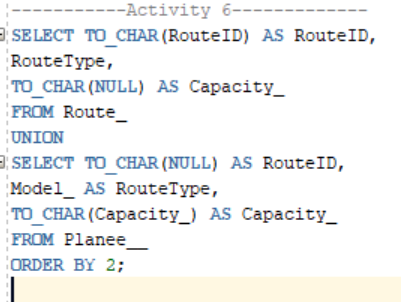 -----------Activity 6-------------
SELECT TO_CHAR(RouteID) AS RouteID,
RouteType,
TO_CHAR(NULL) AS Capacity_
FROM Route_
UNION
SELECT TO_CHAR(NULL) AS RouteID,
Model_ AS RouteType,
TO_CHAR(Capacity_) AS Capacity_
FROM Planee__
ORDER BY 2;